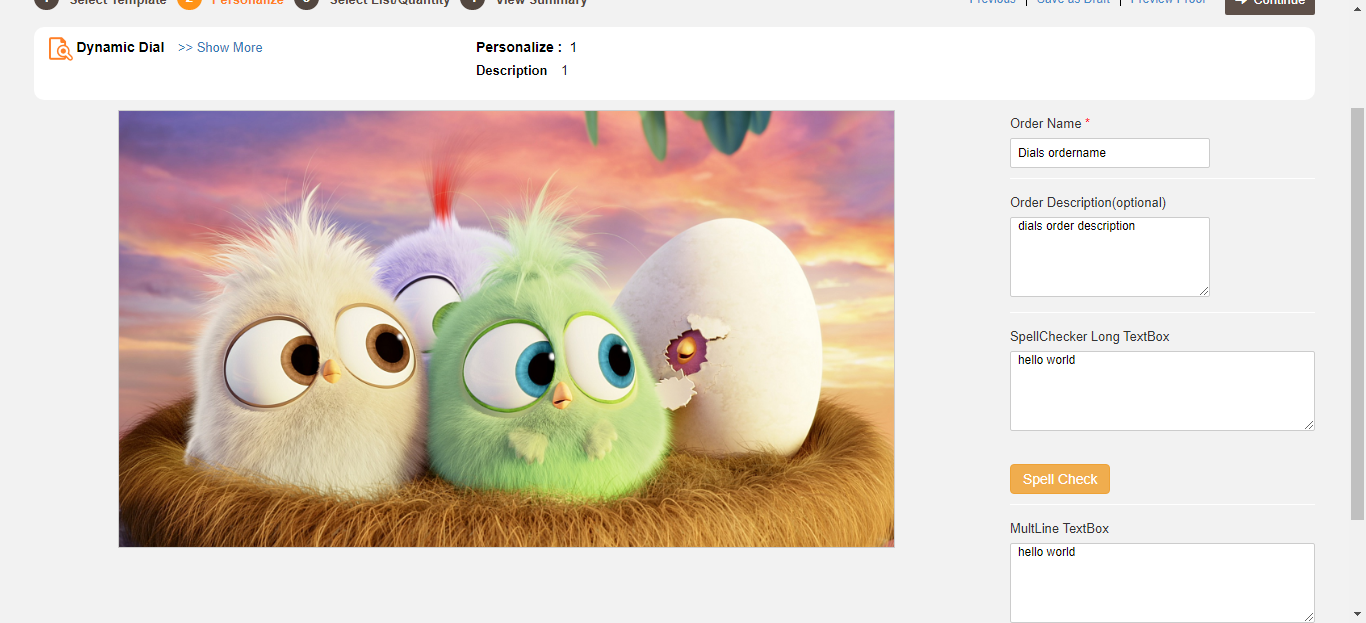 1 Select Template 2 Personalize 3 Select List/Quantity 4 View Summary Previous | Save as Draft | Preview Proof Continue
Dynamic Dial >> Show More Personalize : 1
Description 1
Order Name *
Dials ordername
Order Description(optional)
dials order description
SpellChecker Long TextBox
hello world
Spell Check
MultLine TextBox
hello world